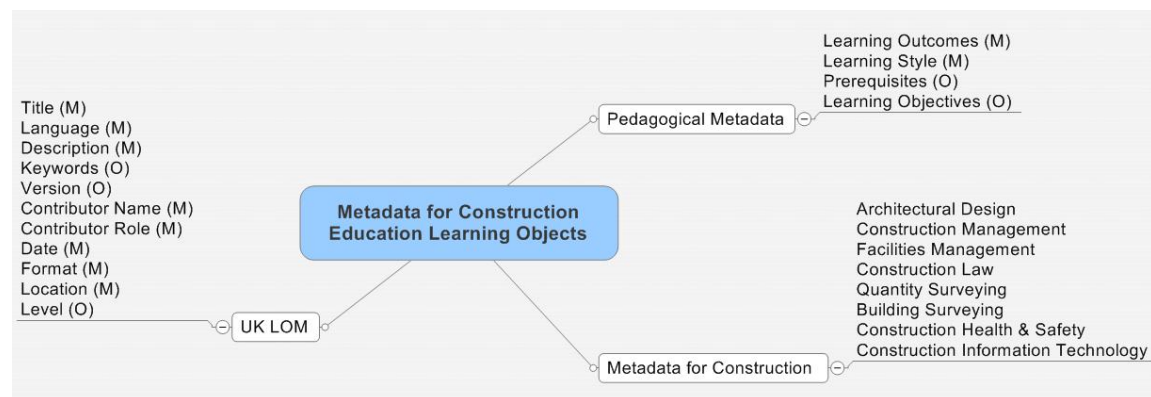 Learning Outcomes (M)
Learning Style (M)
Prerequisites (O)
Learning Objectives (O)
Pedagogical Metadata
Title (M)
Language (M)
Description (M)
Keywords (O)
Version (O)
Contributor Name (M)
Contributor Role (M)
Date (M)
Format (M)
Location (M)
Level (O)
UK LOM
Metadata for Construction
Education Learning Objects
Architectural Design
Construction Management
Facilities Management
Construction Law
Quantity Surveying
Building Surveying
Construction Health & Safety
Construction Information Technology
Metadata for Construction